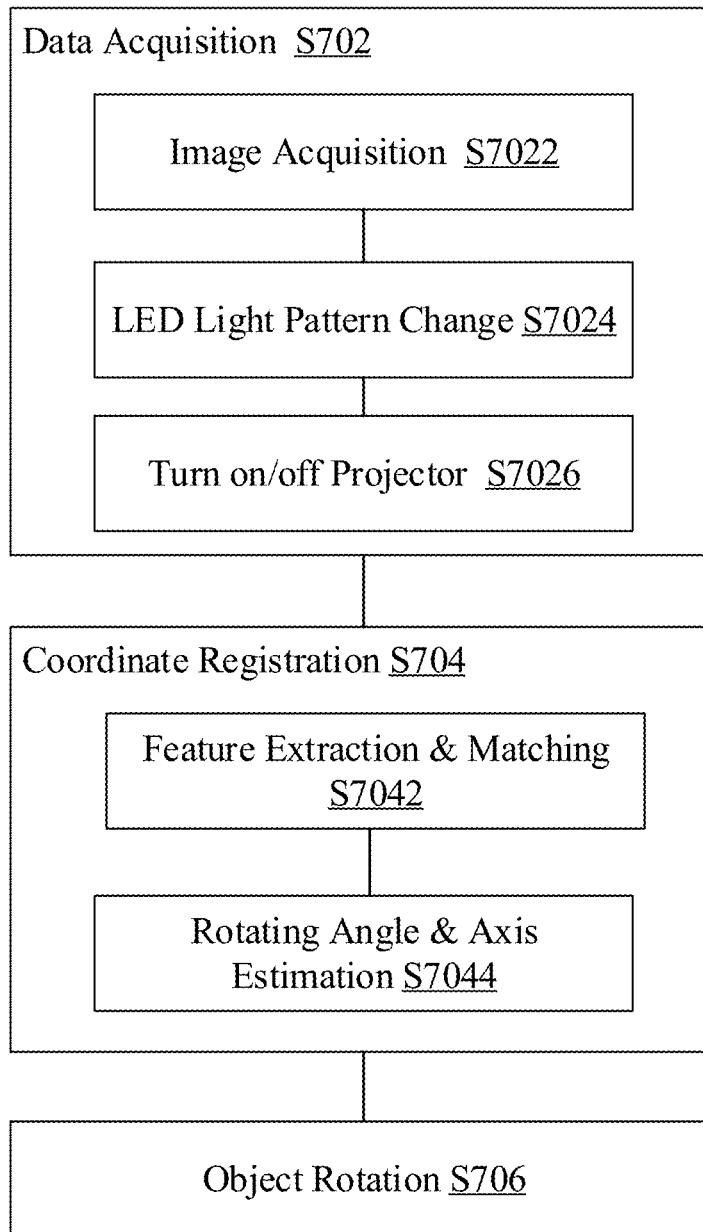 Data Acquisition S702
Image Acquisition S7022
LED Light Pattern Change S7024
Turn on/off Projector S7026
Coordinate Registration S704
Feature Extraction & Matching
S7042
Rotating Angle & Axis
Estimation S7044
Object Rotation S706